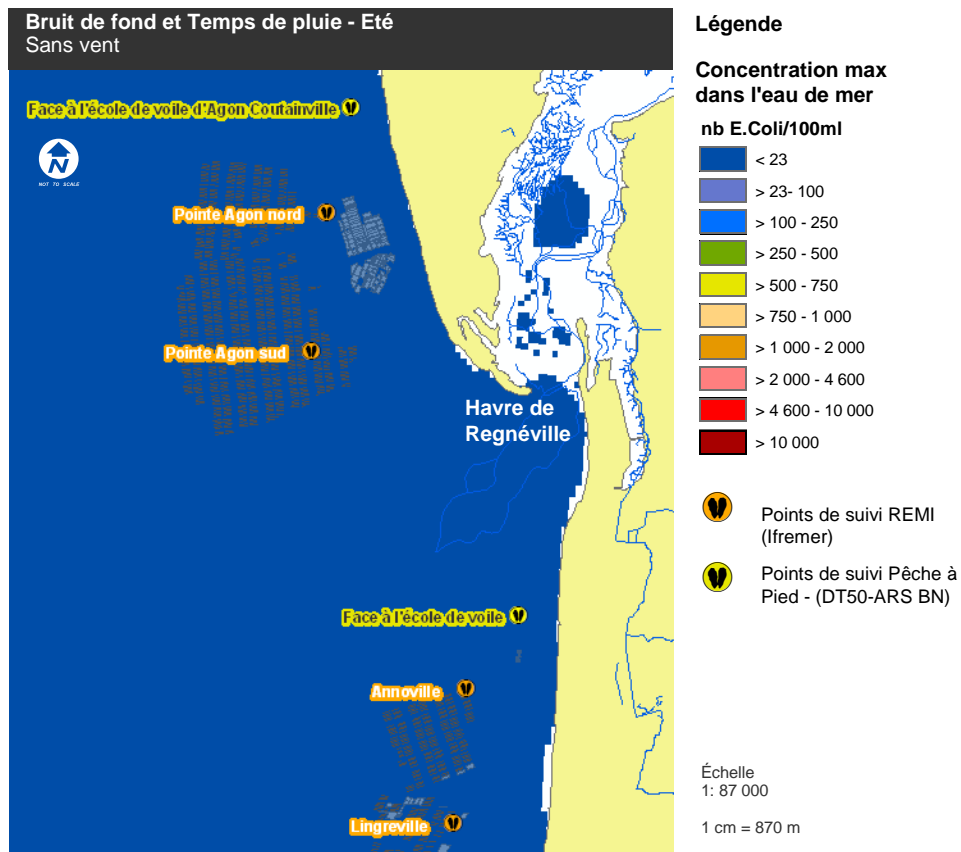 Bruit de fond et Temps de pluie - Eté
Sans vent
Face à l'école de voile d'Agon Coutainville
N
NOT TO SCALE
Pointe Agon nord
Pointe Agon sud
Havre de
Regnéville
Face à l'école de voile
Annoville
Lingreville
Légende
Concentration max
dans l'eau de mer
nb E.Coli/100ml
< 23
> 23- 100
> 100 - 250
> 250 - 500
> 500 - 750
> 750 - 1 000
> 1 000 - 2 000
> 2 000 - 4 600
> 4 600 - 10 000
> 10 000
Points de suivi REMI
(Ifremer)
Points de suivi Pêche à
Pied - (DT50-ARS BN)
Échelle
1: 87 000
1 cm = 870 m